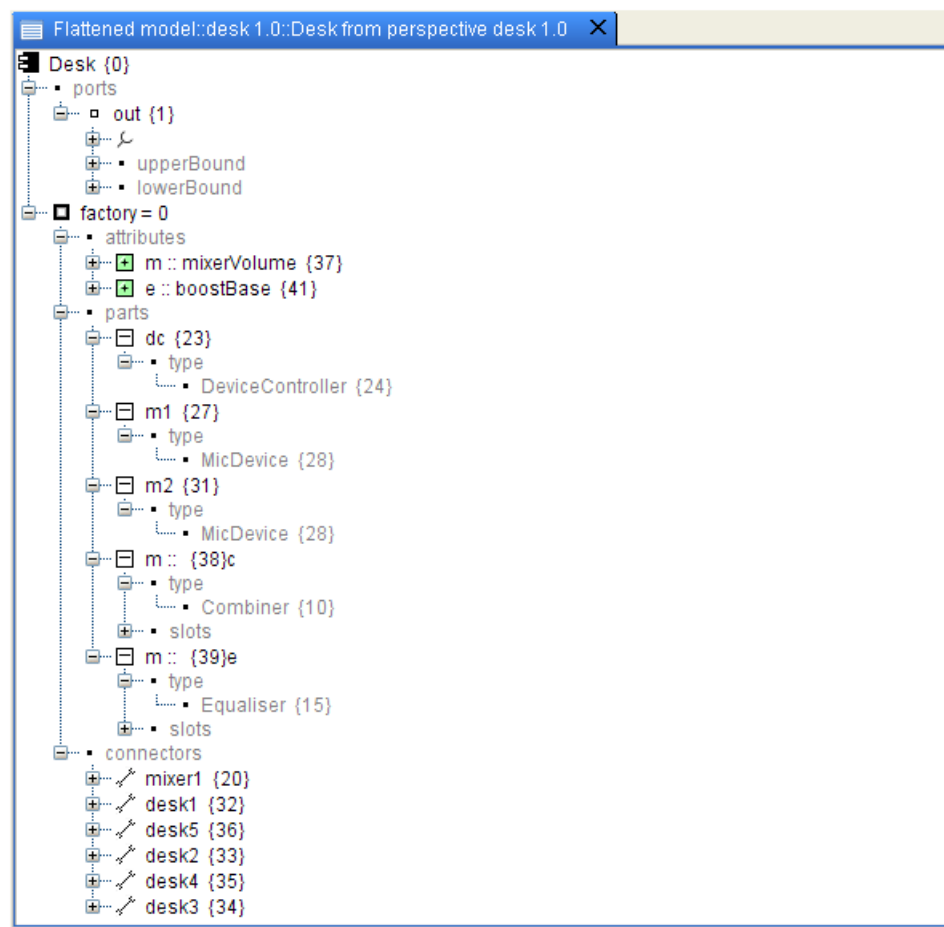 Flattened model::desk 1.0::Desk from perspective desk 1.0
Desk {0}
ports
out {1}
upperBound
lowerBound
factory = 0
attributes
m :: mixerVolume {37}
e :: boostBase {41}
parts
dc {23}
type
DeviceController {24}
m1 {27}
type
MicDevice {28}
m2 {31}
type
MicDevice {28}
m :: {38}c
type
Combiner {10}
slots
m :: {39}e
type
Equaliser {15}
slots
connectors
mixer1 {20}
desk1 {32}
desk5 {36}
desk2 {33}
desk4 {35}
desk3 {34}